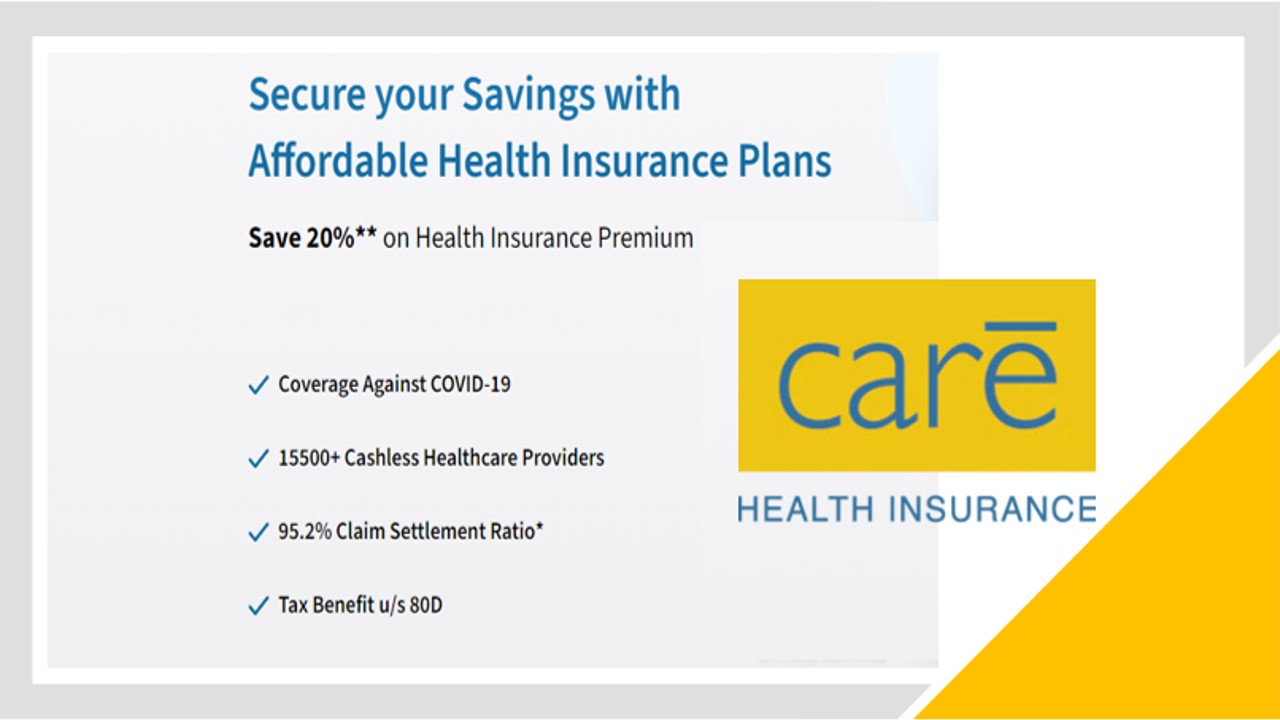 Secure your Savings with
Affordable Health Insurance Plans
Save 20%** on Health Insurance Premium
Coverage Against COVID-19
15500+ Cashless Healthcare Providers
95.2% Claim Settlement Ratio*
Tax Benefit u/s 80D
carē
HEALTH INSURANCE